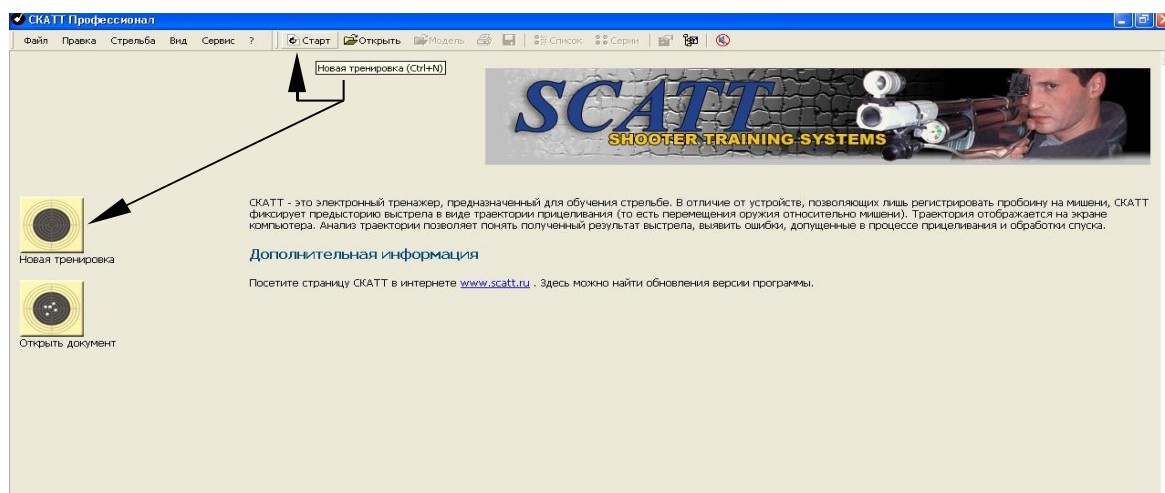 СКАТТ Профессионал
Файл Правка Стрельба Вид Сервис ? Старт Открыть Модель Список Серии
Новая тренировка (Ctrl+N)
SCATT
SHOOTER TRAINING SYSTEMS
СКАТТ - это электронный тренажер, предназначенный для обучения стрельбе. В отличие от устройств, позволяющих лишь регистрировать пробоину на мишени, СКАТТ
фиксирует предысторию выстрела в виде траектории прицеливания (то есть перемещения оружия относительно мишени). Траектория отображается на экране
компьютера. Анализ траектории позволяет понять полученный результат выстрела, выявить ошибки, допущенные в процессе прицеливания и обработки спуска.
Новая тренировка
Дополнительная информация
Посетите страницу СКАТТ в интернете www.scatt.ru . Здесь можно найти обновления версии программы.
Открыть документ